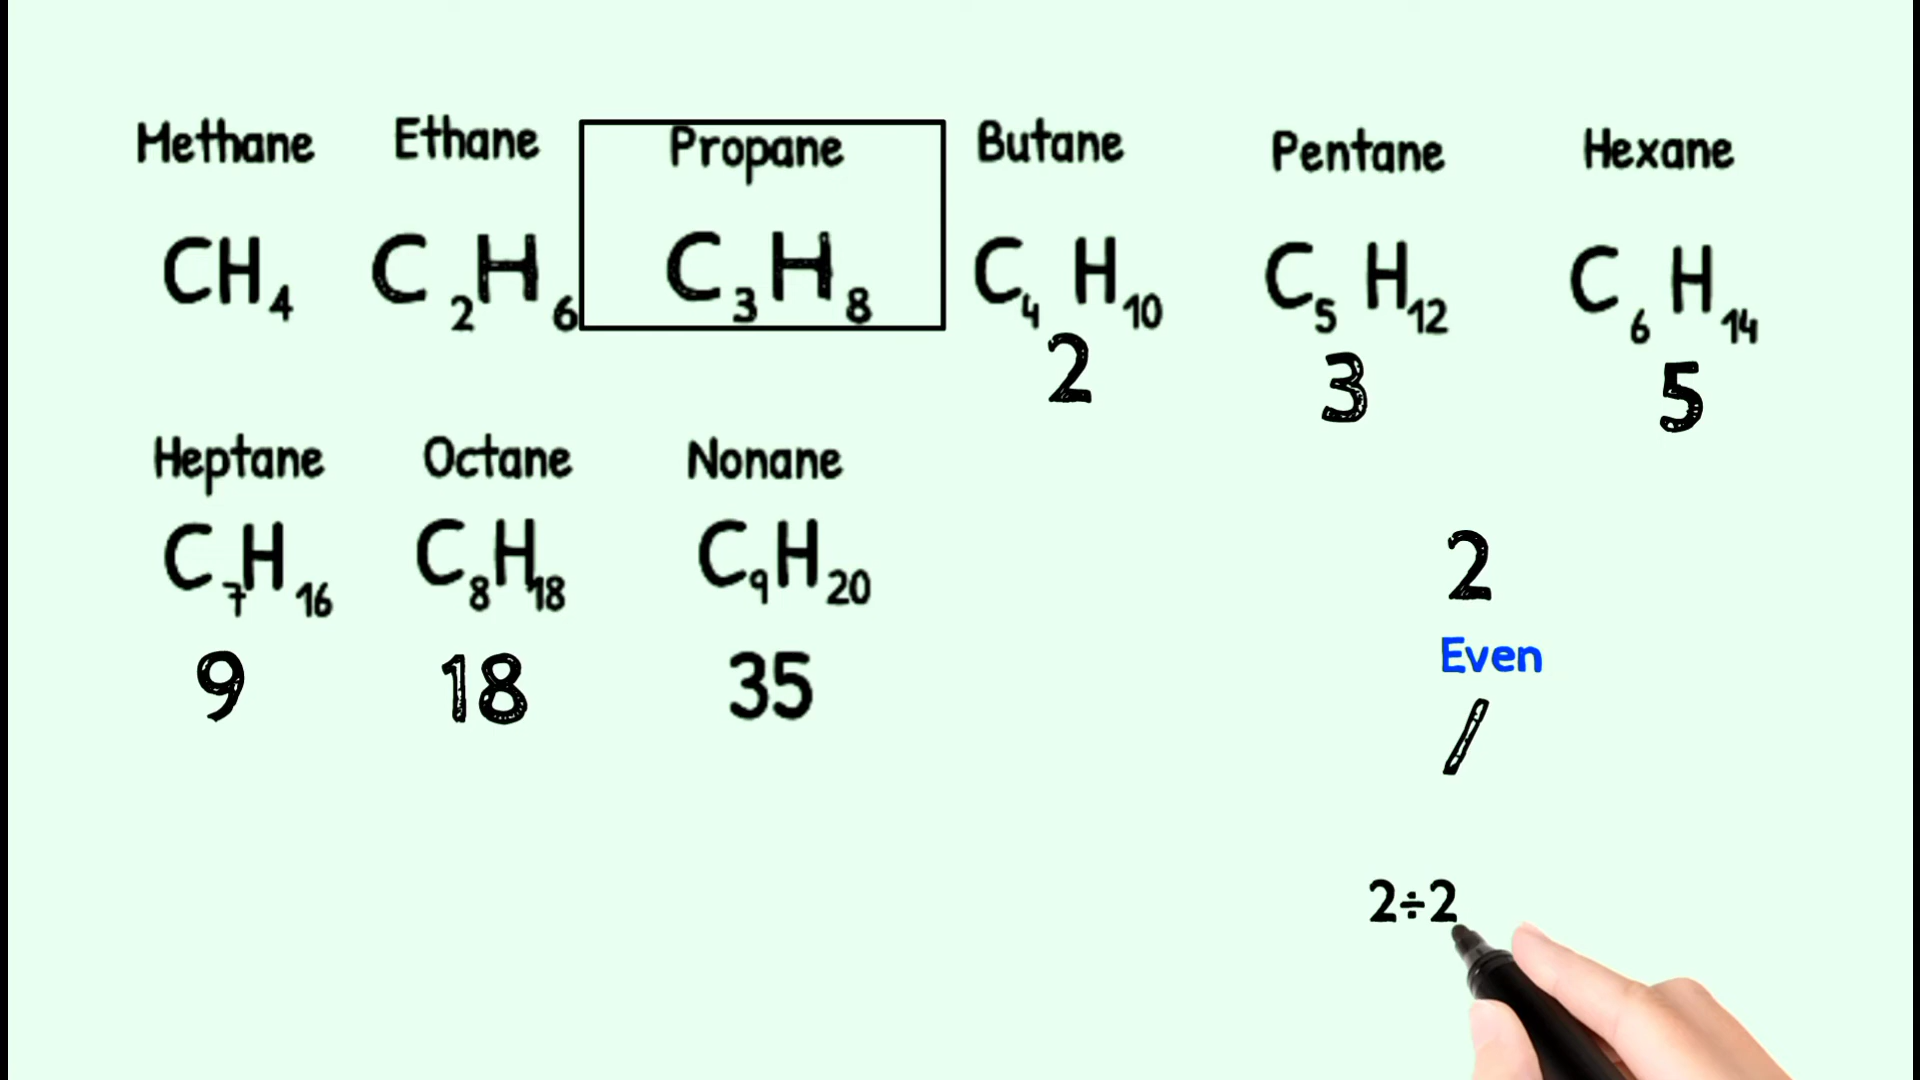 Methane Ethane Propane Butane Pentane Hexane
CH₄ C₂H₆ C₃H₈ C₄H₁₀ C₅H₁₂ C₆H₁₄
2 3 5
Heptane Octane Nonane
C₇H₁₆ C₈H₁₈ C₉H₂₀
9 18 35
2
Even
/
2÷2